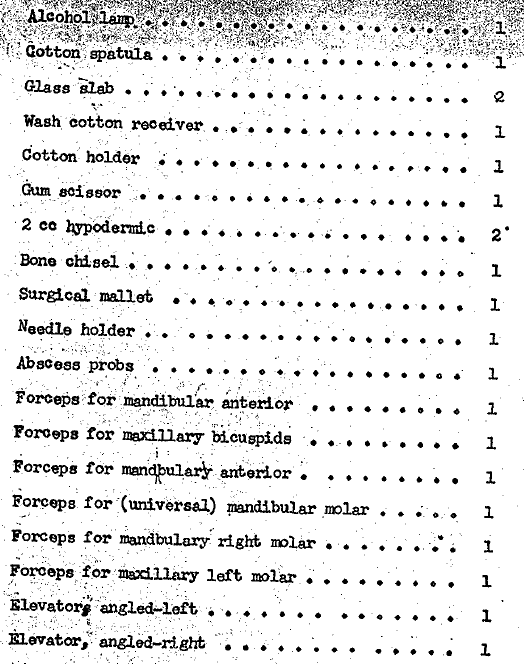 Alcohol lamp . . . . . . . . . . . . . . . . . . 1
Cotton spatula . . . . . . . . . . . . . . . . . 1
Glass slab . . . . . . . . . . . . . . . . . . . 2
Wash cotton receiver . . . . . . . . . . . . . . 1
Cotton holder . . . . . . . . . . . . . . . . . 1
Gum scissor . . . . . . . . . . . . . . . . . . 1
2 cc hypodermic . . . . . . . . . . . . . . . . 2
Bone chisel . . . . . . . . . . . . . . . . . . 1
Surgical mallet . . . . . . . . . . . . . . . . 1
Needle holder . . . . . . . . . . . . . . . . . 1
Abscess probs . . . . . . . . . . . . . . . . . 1
Forceps for mandibular anterior . . . . . . . . . 1
Forceps for maxillary bicuspids . . . . . . . . . 1
Forceps for mandbulary anterior . . . . . . . . . 1
Forceps for (universal) mandibular molar . . . . . 1
Forceps for mandbulary right molar . . . . . . . . 1
Forceps for maxillary left molar . . . . . . . . . 1
Elevator, angled-left . . . . . . . . . . . . . . 1
Elevator, angled-right . . . . . . . . . . . . . 1